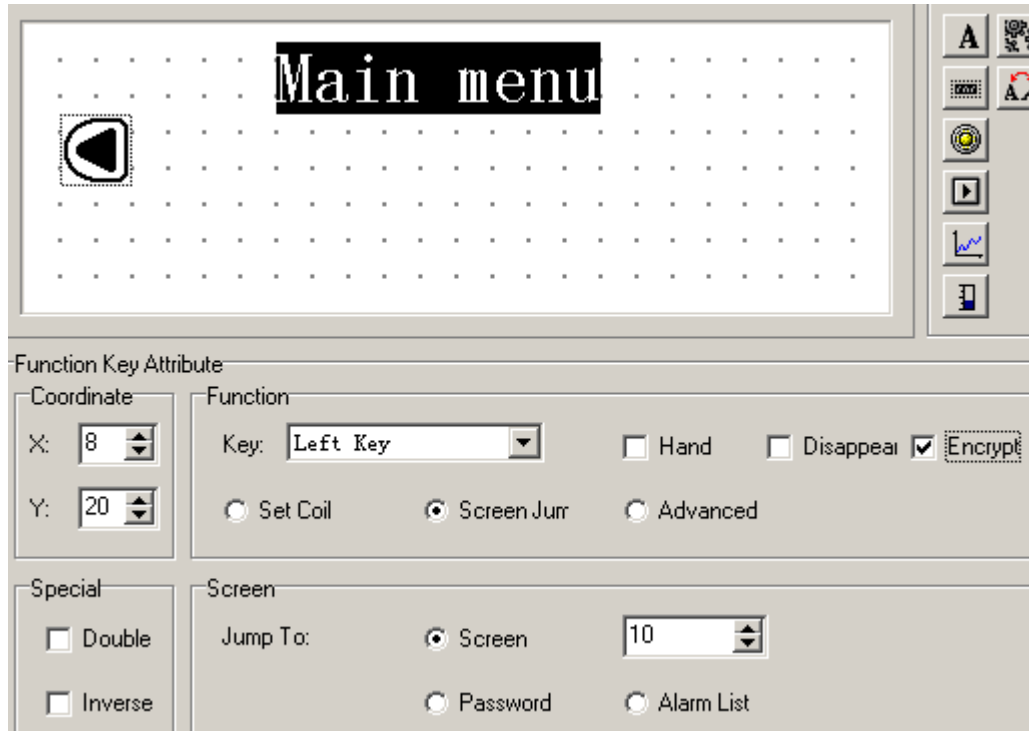 Main menu
A
A
Function Key Attribute
Coordinate
Function
X: 8
Key: Left Key
Hand
Disappear
Encrypt
Y: 20
Set Coil
Screen Jum
Advanced
Special
Screen
Double
Jump To:
Screen
10
Inverse
Password
Alarm List